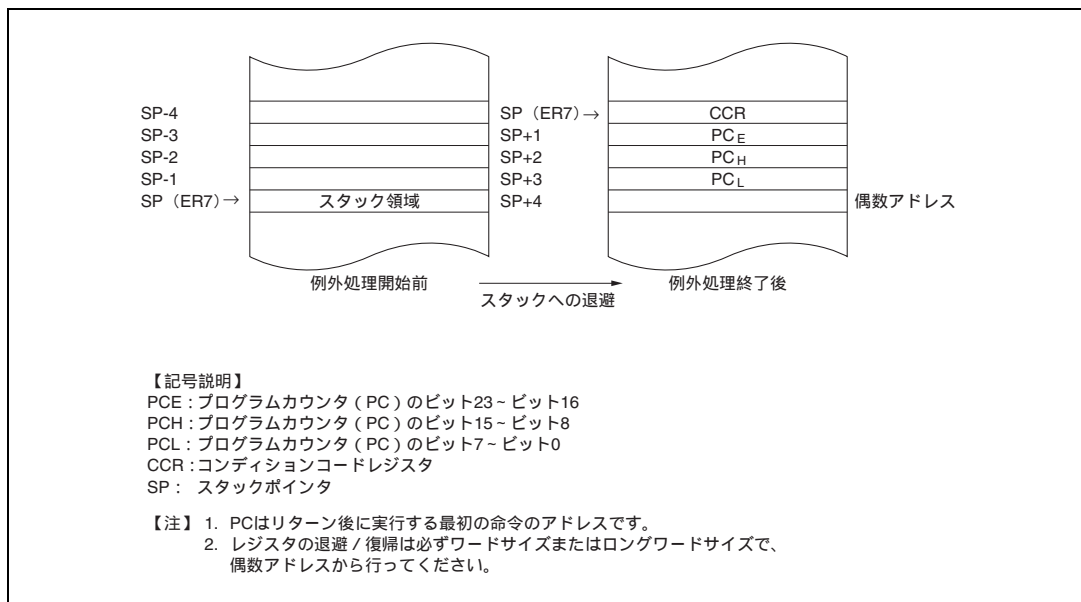 SP-4
SP-3
SP-2
SP-1
SP (ER7)→
スタック領域
SP (ER7)→
SP+1
SP+2
SP+3
SP+4
CCR
PCE
PCH
PCL
偶数アドレス
例外処理開始前
スタックへの退避
例外処理終了後
【記号説明】
PCE : プログラムカウンタ ( PC ) のビット23 ~ ビット16
PCH : プログラムカウンタ ( PC ) のビット15 ~ ビット8
PCL : プログラムカウンタ ( PC ) のビット7 ~ ビット0
CCR : コンディションコードレジスタ
SP : スタックポインタ
【注】 1. PCはリターン後に実行する最初の命令のアドレスです。
2. レジスタの退避 / 復帰は必ずワードサイズまたはロングワードサイズで、
偶数アドレスから行ってください。